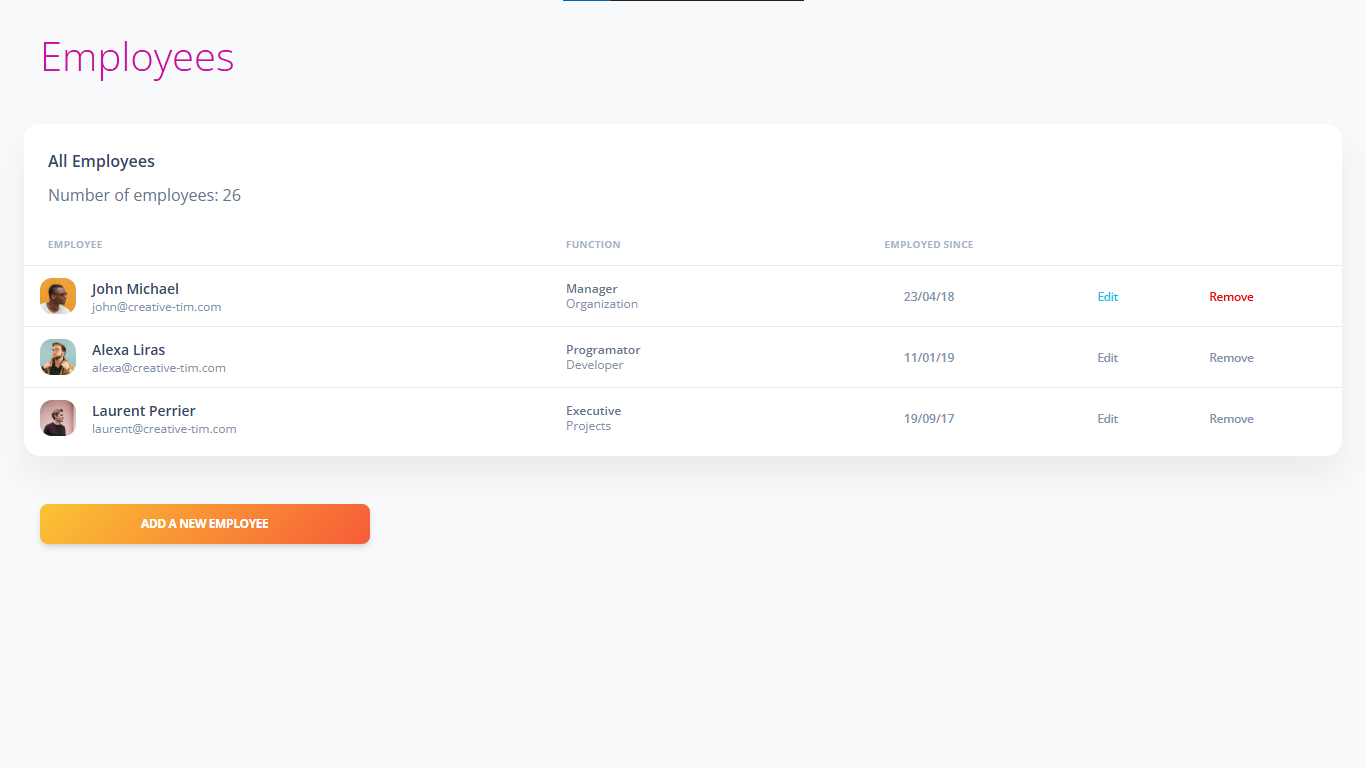 Employees
All Employees
Number of employees: 26
EMPLOYEE FUNCTION EMPLOYED SINCE
John Michael
john@creative-tim.com
Manager
Organization
23/04/18
Edit
Remove
Alexa Liras
alexa@creative-tim.com
Programator
Developer
11/01/19
Edit
Remove
Laurent Perrier
laurent@creative-tim.com
Executive
Projects
19/09/17
Edit
Remove
ADD A NEW EMPLOYEE